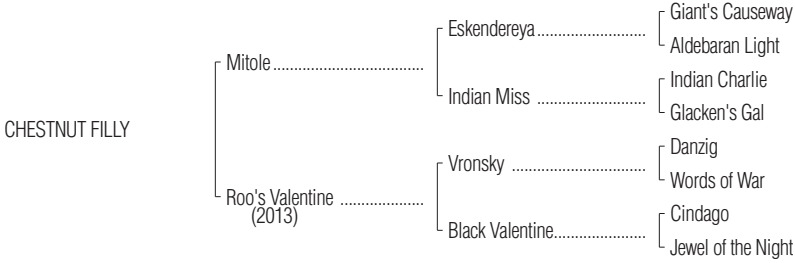 Giant's Causeway
Eskendereya
Aldebaran Light
Mitole
Indian Charlie
Indian Miss
Glacken's Gal
CHESTNUT FILLY
Danzig
Vronsky
Words of War
Roo's Valentine
(2013)
Cindago
Black Valentine
Jewel of the Night